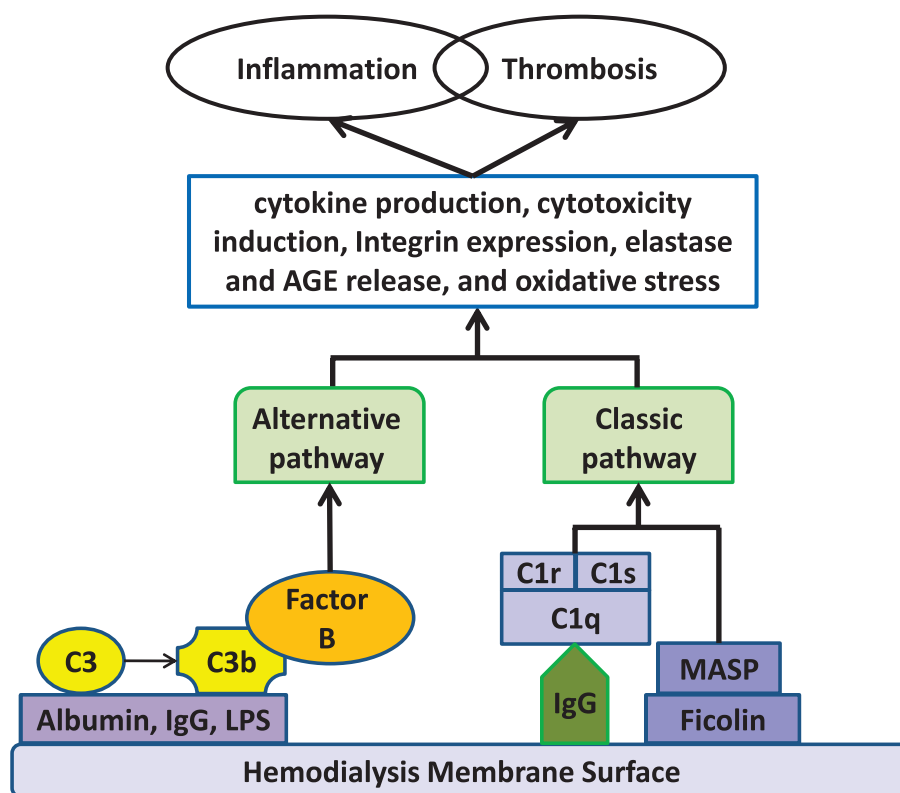 Inflammation
Thrombosis
cytokine production, cytotoxicity
induction, Integrin expression, elastase
and AGE release, and oxidative stress
Alternative
pathway
Classic
pathway
Factor
B
C3
C3b
Albumin, IgG, LPS
C1r
C1s
C1q
IgG
MASP
Ficolin
Hemodialysis Membrane Surface